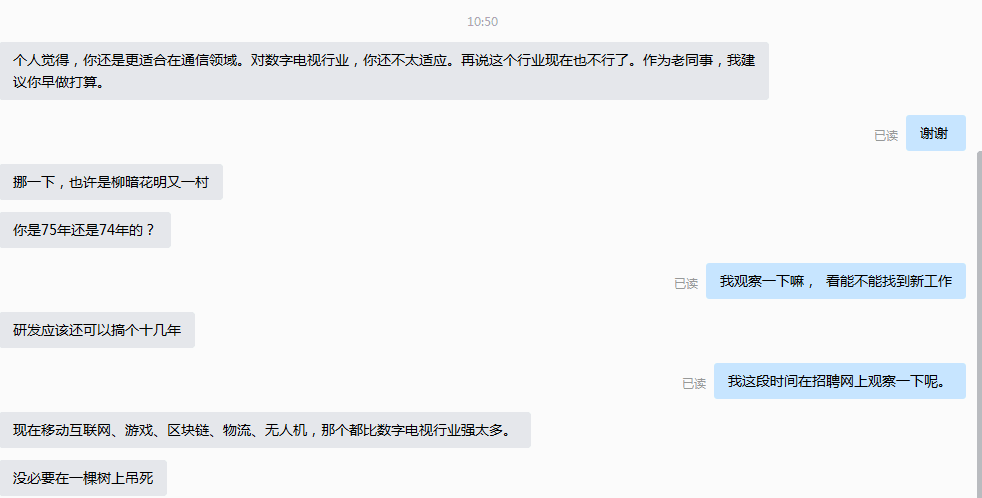 10:50
个人觉得，你还是更适合在通信领域。对数字电视行业，你还不太适应。再说这个行业现在也不行了。作为老同事，我建
议你早做打算。
已读 谢谢
挪一下，也许是柳暗花明又一村
你是75年还是74年的？
已读 我观察一下嘛， 看能不能找到新工作
研发应该还可以搞个十几年
已读 我这段时间在招聘网上观察一下呢。
现在移动互联网、游戏、区块链、物流、无人机，那个都比数字电视行业强太多。
没必要在一棵树上吊死